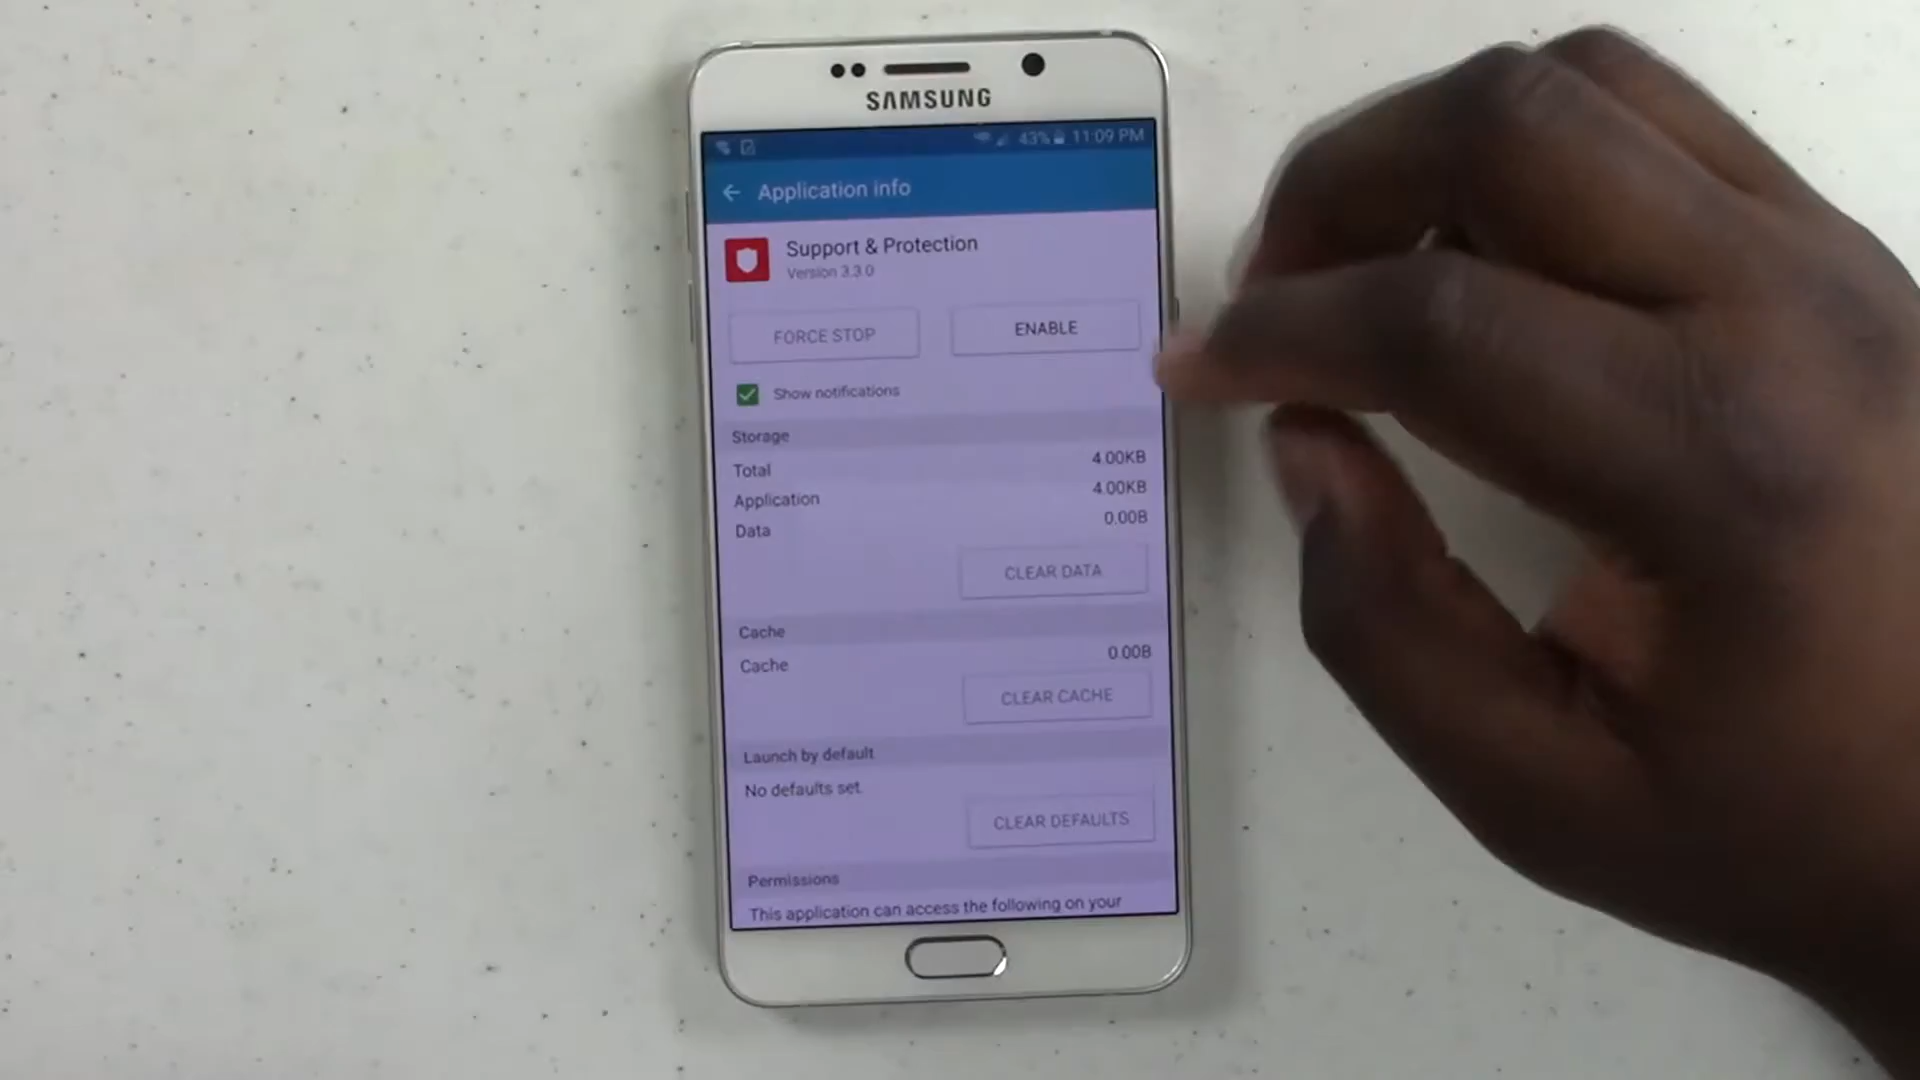 SAMSUNG
43% 11:09 PM
Application info
Support & Protection
Version 3.3.0
FORCE STOP
ENABLE
Show notifications
Storage
Total 4.00KB
Application 4.00KB
Data 0.00B
CLEAR DATA
Cache
Cache 0.00B
CLEAR CACHE
Launch by default
No defaults set.
CLEAR DEFAULTS
Permissions
This application can access the following on your